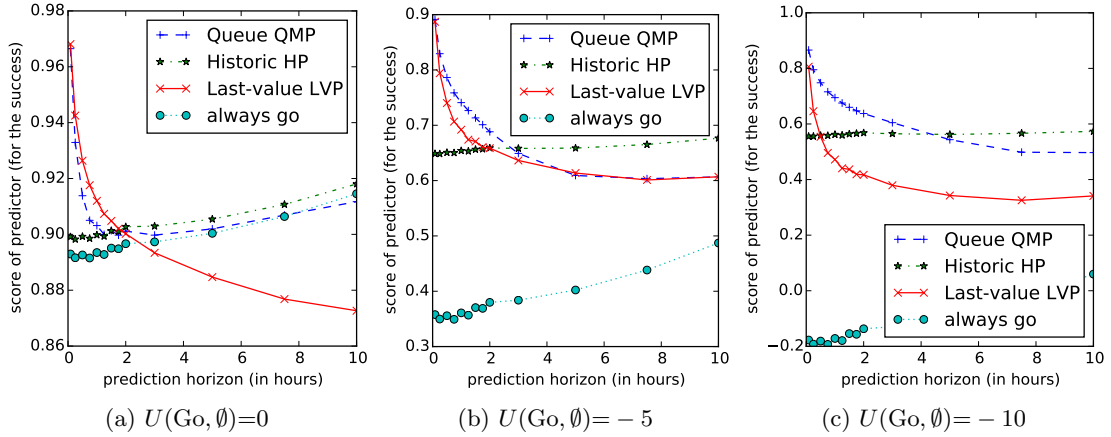 0.98
0.96
0.94
0.92
0.90
0.88
0.86
0
2
4
6
8
10
score of predictor (for the success)
prediction horizon (in hours)
Queue QMP
Historic HP
Last-value LVP
always go
(a) U(Go, ∅)=0
0.9
0.8
0.7
0.6
0.5
0.4
0.3
0
2
4
6
8
10
score of predictor (for the success)
prediction horizon (in hours)
Queue QMP
Historic HP
Last-value LVP
always go
(b) U(Go, ∅)= − 5
1.0
0.8
0.6
0.4
0.2
0.0
−0.2
0
2
4
6
8
10
score of predictor (for the success)
prediction horizon (in hours)
Queue QMP
Historic HP
Last-value LVP
always go
(c) U(Go, ∅)= − 10